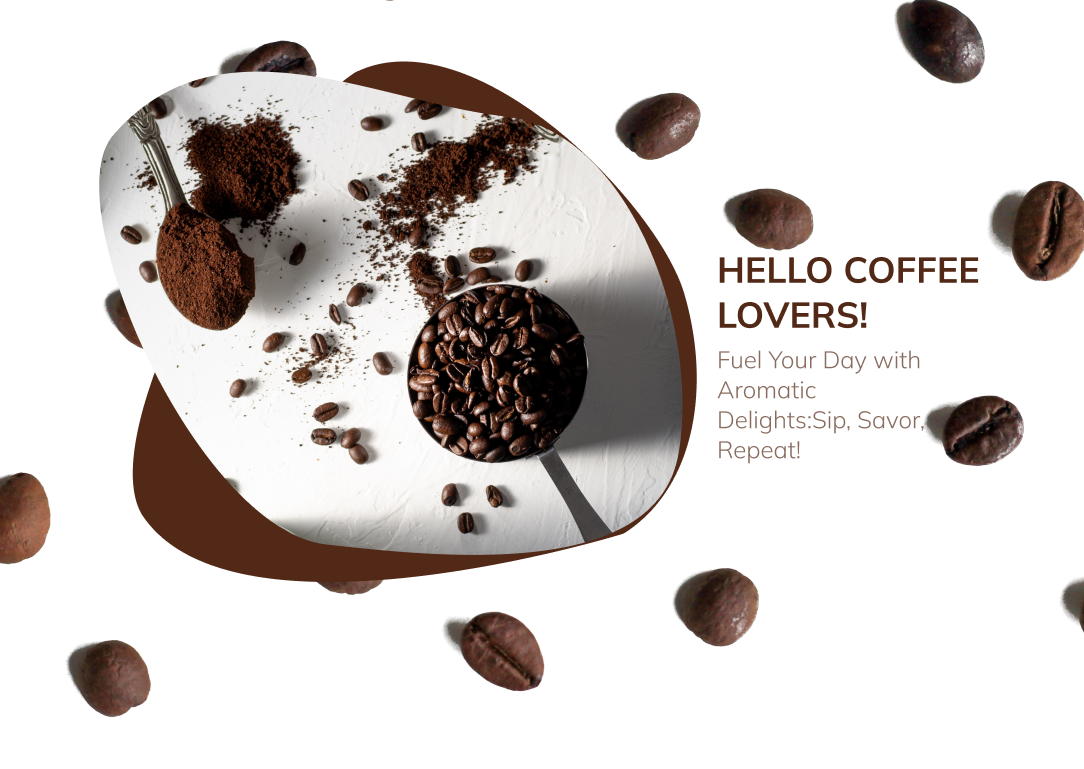 HELLO COFFEE
LOVERS!
Fuel Your Day with
Aromatic
Delights:Sip, Savor,
Repeat!